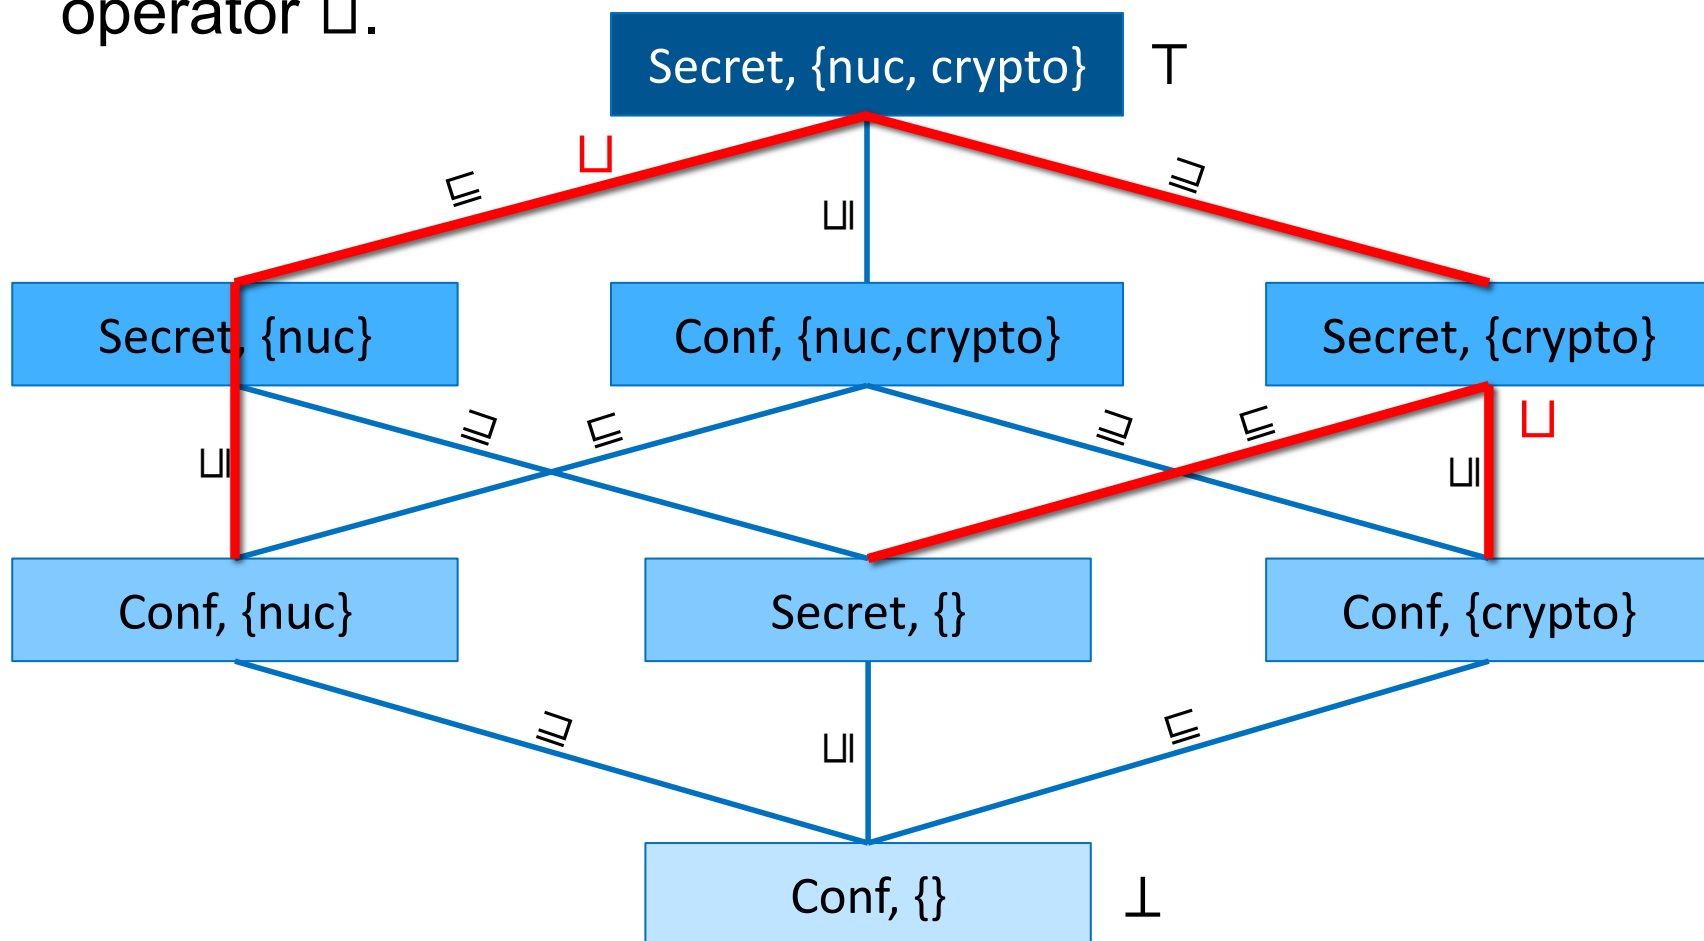 operator ⊔.
Secret, {nuc, crypto} ⊤
⊔
⊑ ⊒
⊑
Secret, {nuc} Conf, {nuc,crypto} Secret, {crypto}
⊒ ⊑ ⊒ ⊑ ⊔
⊑ ⊑
Conf, {nuc} Secret, {} Conf, {crypto}
⊒ ⊑ ⊑
Conf, {} ⊥